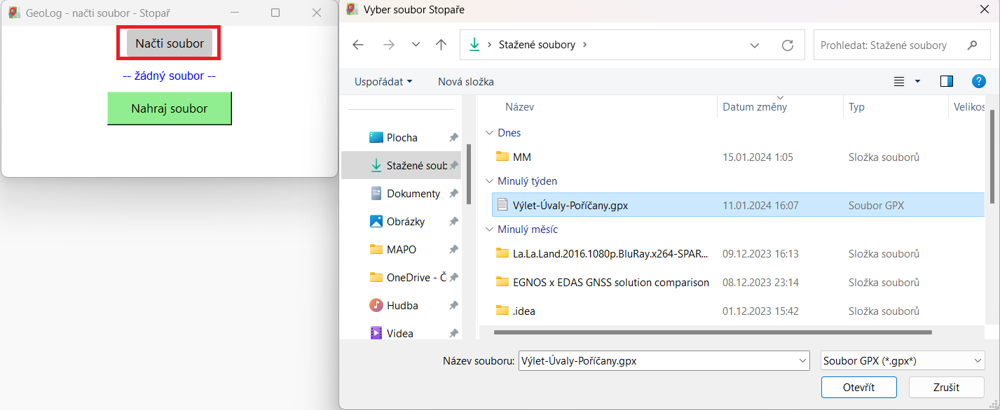 GeoLog - načti soubor - Stopař
Načti soubor
-- žádný soubor --
Nahraj soubor
Vyber soubor Stopaře
Stažené soubory
Prohledat: Stažené soubory
Uspořádat
Nová složka
?
Název Datum změny Typ Velikos
Plocha
Stažené soub
Dokumenty
Obrázky
MAPO
OneDrive - Č
Hudba
Videa
Dnes
MM 15.01.2024 1:05 Složka souborů
Minulý týden
Výlet-Úvaly-Poříčany.gpx 11.01.2024 16:07 Soubor GPX
Minulý měsíc
La.La.Land.2016.1080p.BluRay.x264-SPAR... 09.12.2023 16:13 Složka souborů
EGNOS x EDAS GNSS solution comparison 08.12.2023 23:14 Složka souborů
.idea 01.12.2023 15:42 Složka souborů
Název souboru: Výlet-Úvaly-Poříčany.gpx Soubor GPX (*.gpx*)
Otevřít Zrušit